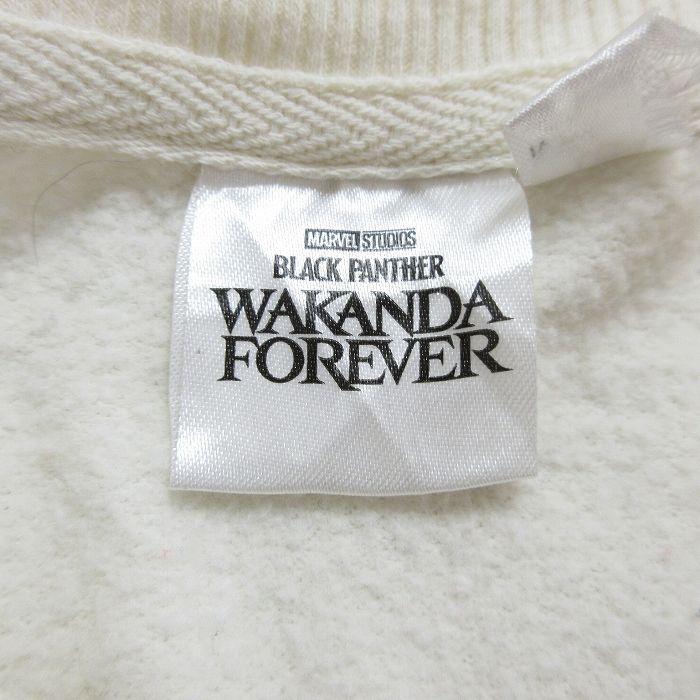 MARVEL STUDIOS
BLACK PANTHER
WAKANDA
FOREVER